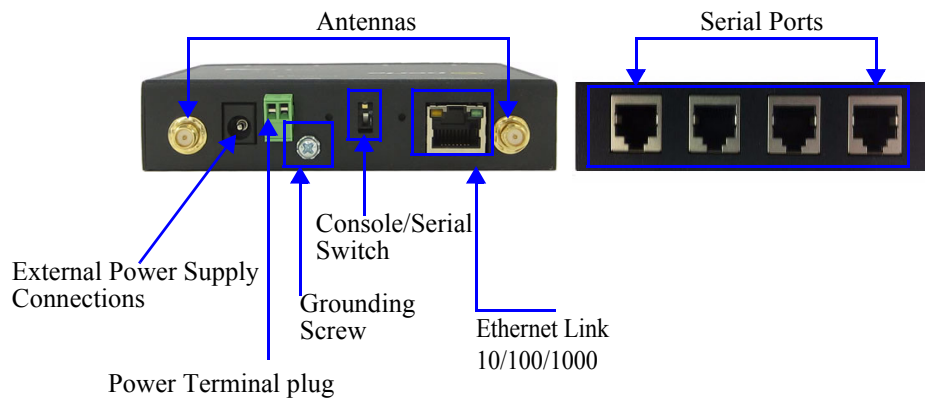 Antennas
Serial Ports
Console/Serial
Switch
External Power Supply
Connections
Grounding
Screw
Ethernet Link
10/100/1000
Power Terminal plug